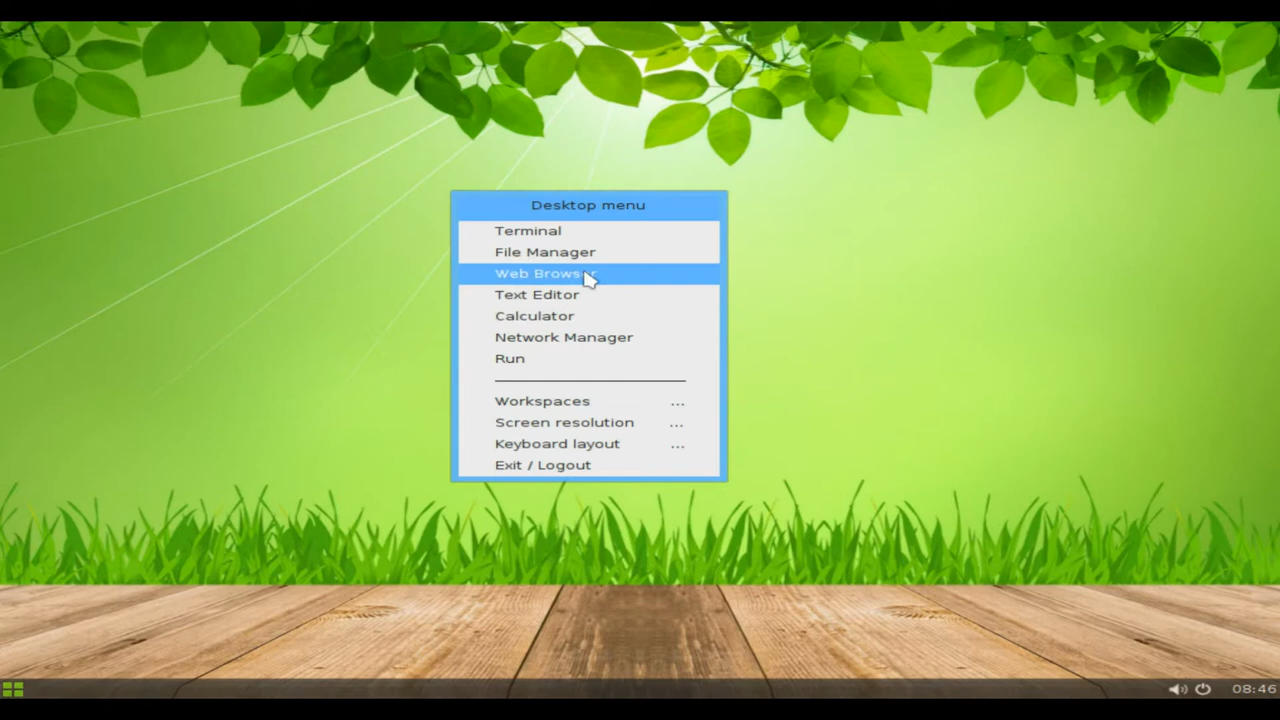 Desktop menu
Terminal
File Manager
Web Browser
Text Editor
Calculator
Network Manager
Run
Workspaces ...
Screen resolution ...
Keyboard layout ...
Exit / Logout
08:46